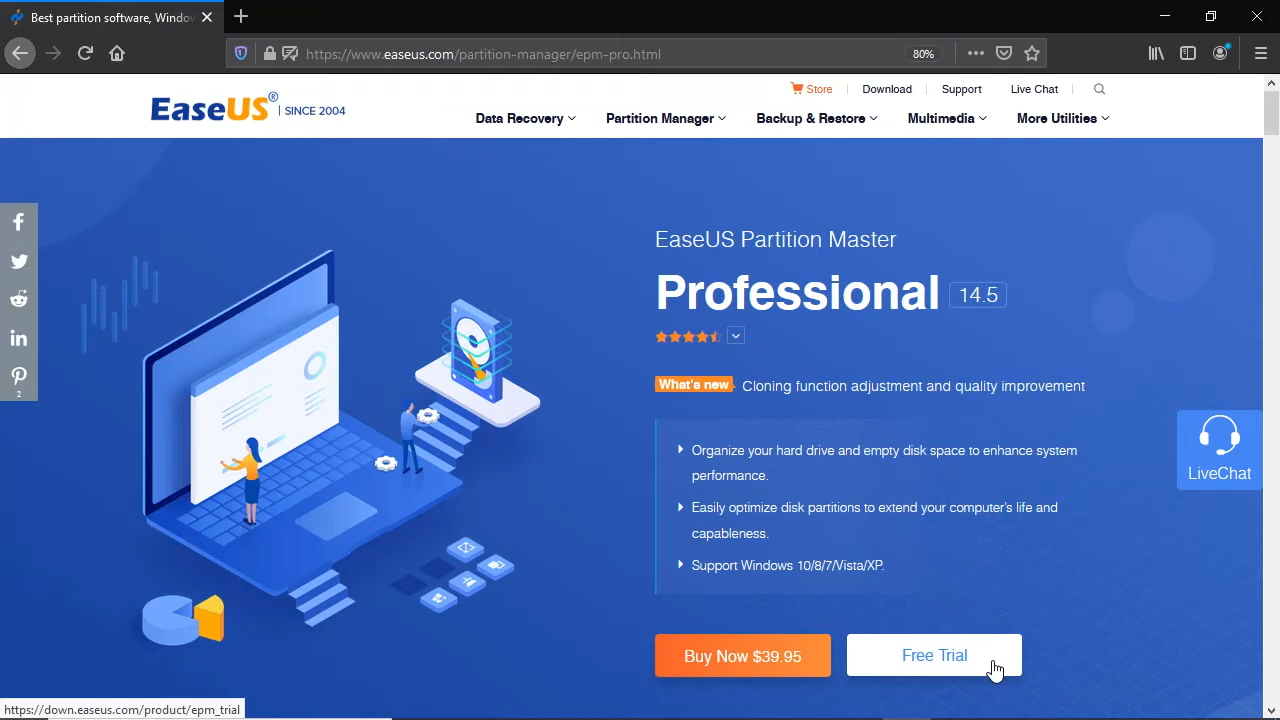 Best partition software, Window
https://www.easeus.com/partition-manager/epm-pro.html
80%
Store
Download
Support
Live Chat
EaseUS® | SINCE 2004
Data Recovery
Partition Manager
Backup & Restore
Multimedia
More Utilities
EaseUS Partition Master
Professional 14.5
What's new Cloning function adjustment and quality improvement
Organize your hard drive and empty disk space to enhance system
performance.
Easily optimize disk partitions to extend your computer's life and
capableness.
Support Windows 10/8/7/Vista/XP.
2
LiveChat
Buy Now $39.95
Free Trial
https://down.easeus.com/product/epm_trial